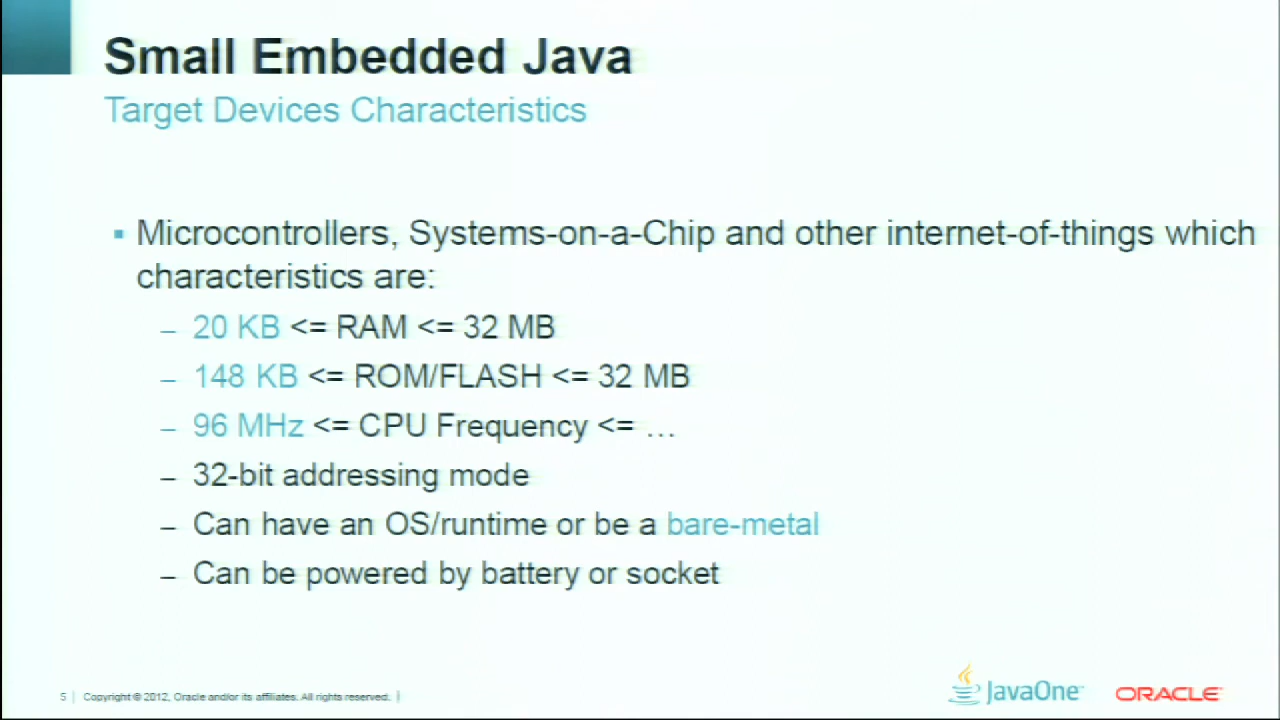 Small Embedded Java
Target Devices Characteristics
▪ Microcontrollers, Systems-on-a-Chip and other internet-of-things which
characteristics are:
– 20 KB <= RAM <= 32 MB
– 148 KB <= ROM/FLASH <= 32 MB
– 96 MHz <= CPU Frequency <= …
– 32-bit addressing mode
– Can have an OS/runtime or be a bare-metal
– Can be powered by battery or socket
5 | Copyright © 2012, Oracle and/or its affiliates. All rights reserved. |
JavaOne™ ORACLE